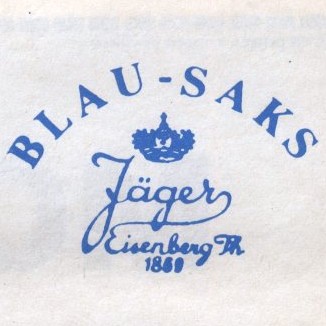 BLAU-SAKS
Jäger
Eisenberg Th
1869